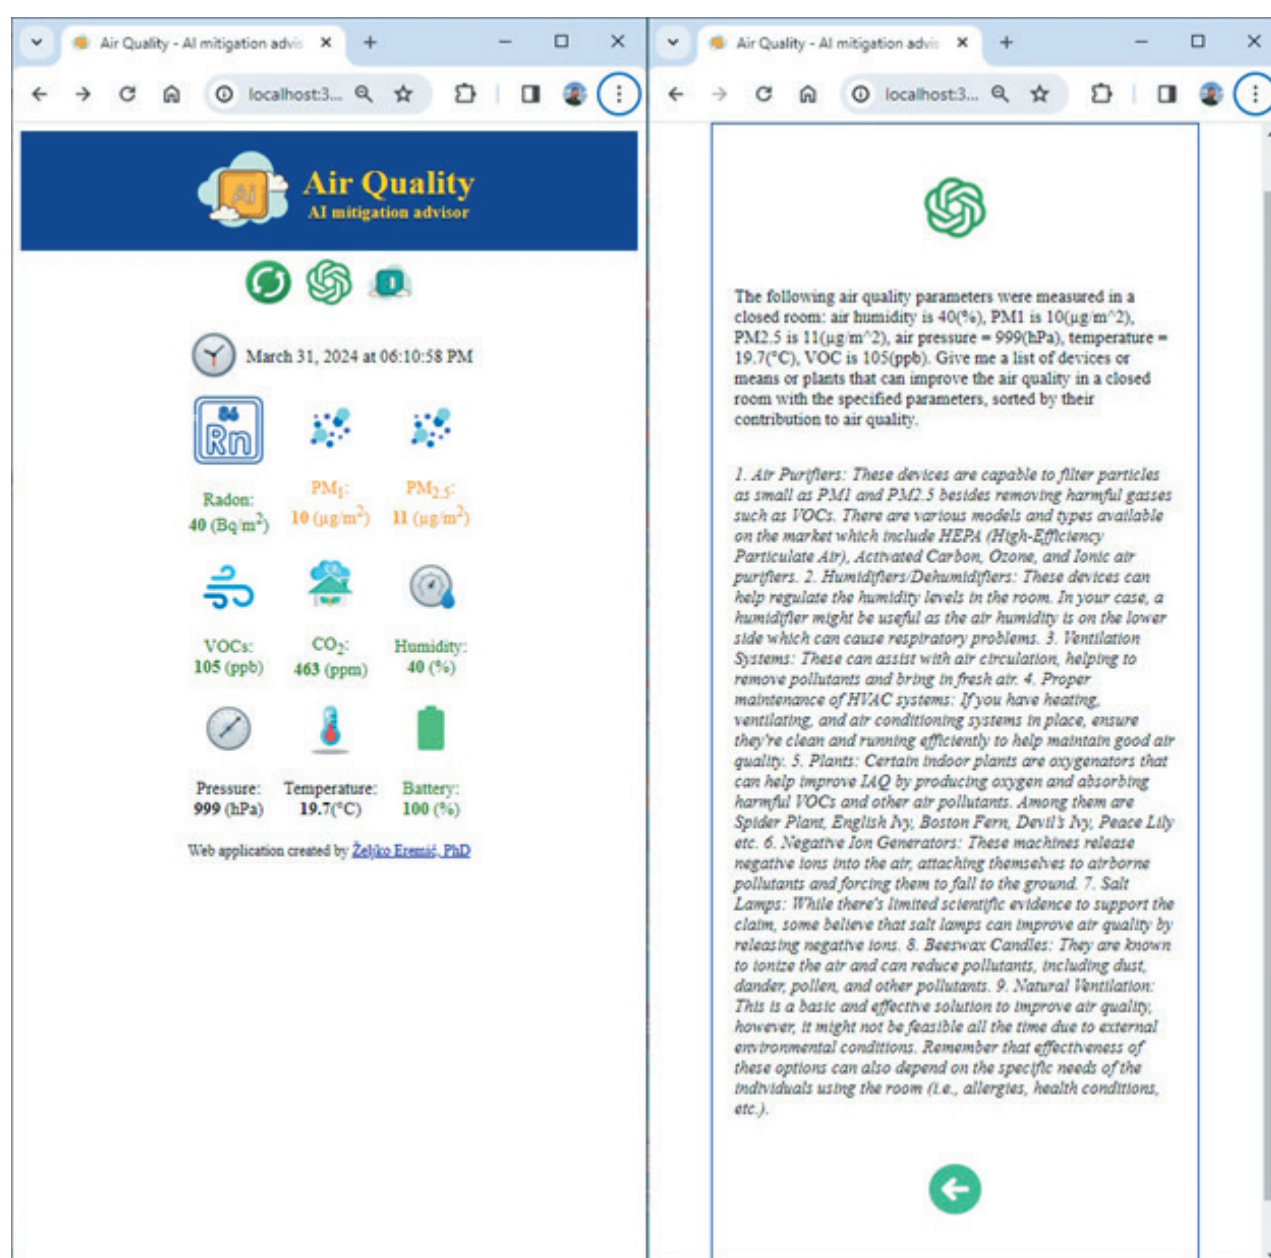 Air Quality - AI mitigation advis
localhost:3...
Air Quality
AI mitigation advisor
March 31, 2024 at 06:10:58 PM
84
Rn
Radon:
40 (Bq/m²)
PM₁:
10 (µg/m²)
PM₂.₅:
11 (µg/m²)
VOCs:
105 (ppb)
CO₂:
463 (ppm)
Humidity:
40 (%)
Pressure:
999 (hPa)
Temperature:
19.7(°C)
Battery:
100 (%)
Web application created by Željko Eremić, PhD
Air Quality - AI mitigation advis
localhost:3...
The following air quality parameters were measured in a
closed room: air humidity is 40(%), PM1 is 10(µg/m^2),
PM2.5 is 11(µg/m^2), air pressure = 999(hPa), temperature =
19.7(°C), VOC is 105(ppb). Give me a list of devices or
means or plants that can improve the air quality in a closed
room with the specified parameters, sorted by their
contribution to air quality.
1. Air Purifiers: These devices are capable to filter particles
as small as PM1 and PM2.5 besides removing harmful gasses
such as VOCs. There are various models and types available
on the market which include HEPA (High-Efficiency
Particulate Air), Activated Carbon, Ozone, and Ionic air
purifiers. 2. Humidifiers/Dehumidifiers: These devices can
help regulate the humidity levels in the room. In your case, a
humidifier might be useful as the air humidity is on the lower
side which can cause respiratory problems. 3. Ventilation
Systems: These can assist with air circulation, helping to
remove pollutants and bring in fresh air. 4. Proper
maintenance of HVAC systems: If you have heating,
ventilating, and air conditioning systems in place, ensure
they're clean and running efficiently to help maintain good air
quality. 5. Plants: Certain indoor plants are oxygenators that
can help improve IAQ by producing oxygen and absorbing
harmful VOCs and other air pollutants. Among them are
Spider Plant, English Ivy, Boston Fern, Devil's Ivy, Peace Lily
etc. 6. Negative Ion Generators: These machines release
negative ions into the air, attaching themselves to airborne
pollutants and forcing them to fall to the ground. 7. Salt
Lamps: While there's limited scientific evidence to support the
claim, some believe that salt lamps can improve air quality by
releasing negative ions. 8. Beeswax Candles: They are known
to ionize the air and can reduce pollutants, including dust,
dander, pollen, and other pollutants. 9. Natural Ventilation:
This is a basic and effective solution to improve air quality,
however, it might not be feasible all the time due to external
environmental conditions. Remember that effectiveness of
these options can also depend on the specific needs of the
individuals using the room (i.e., allergies, health conditions,
etc.).